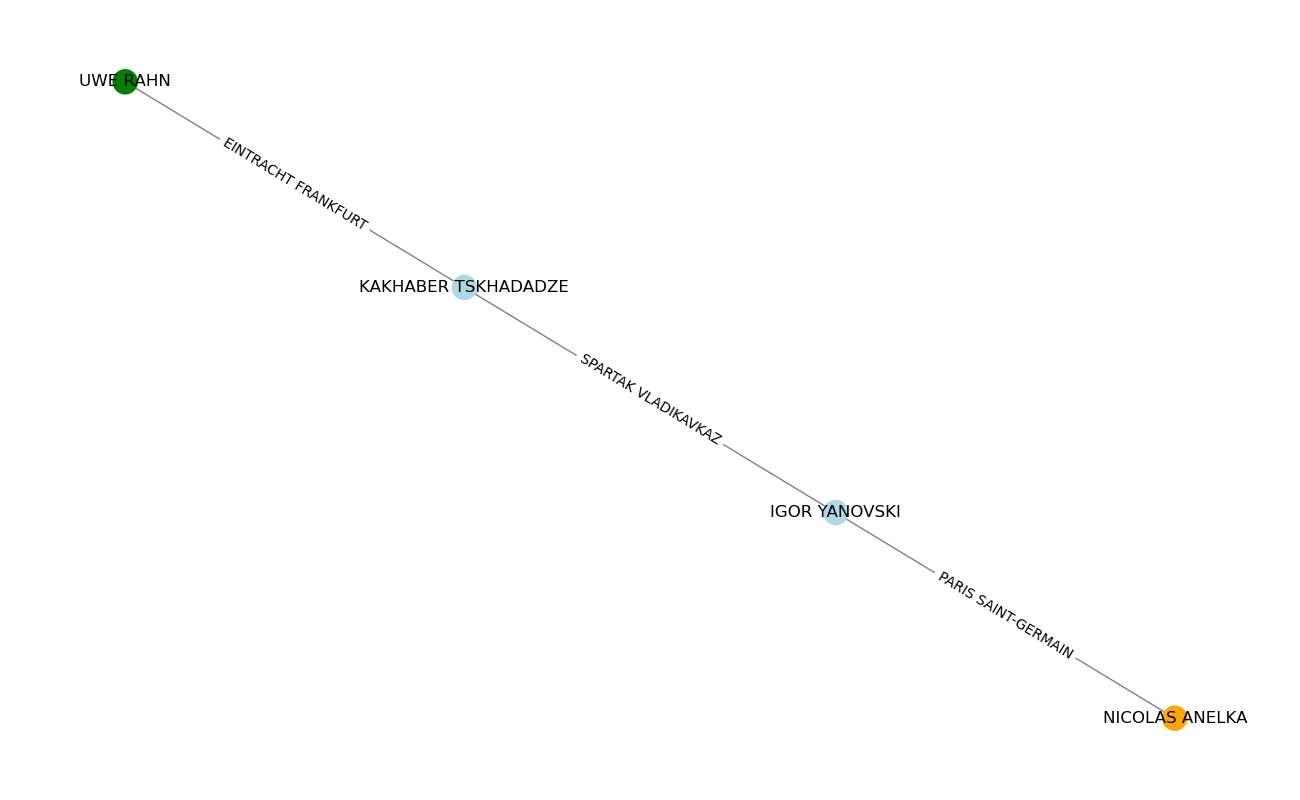 UWE RAHN
EINTRACHT FRANKFURT
KAKHABER TSKHADADZE
SPARTAK VLADIKAVKAZ
IGOR YANOVSKI
PARIS SAINT-GERMAIN
NICOLAS ANELKA